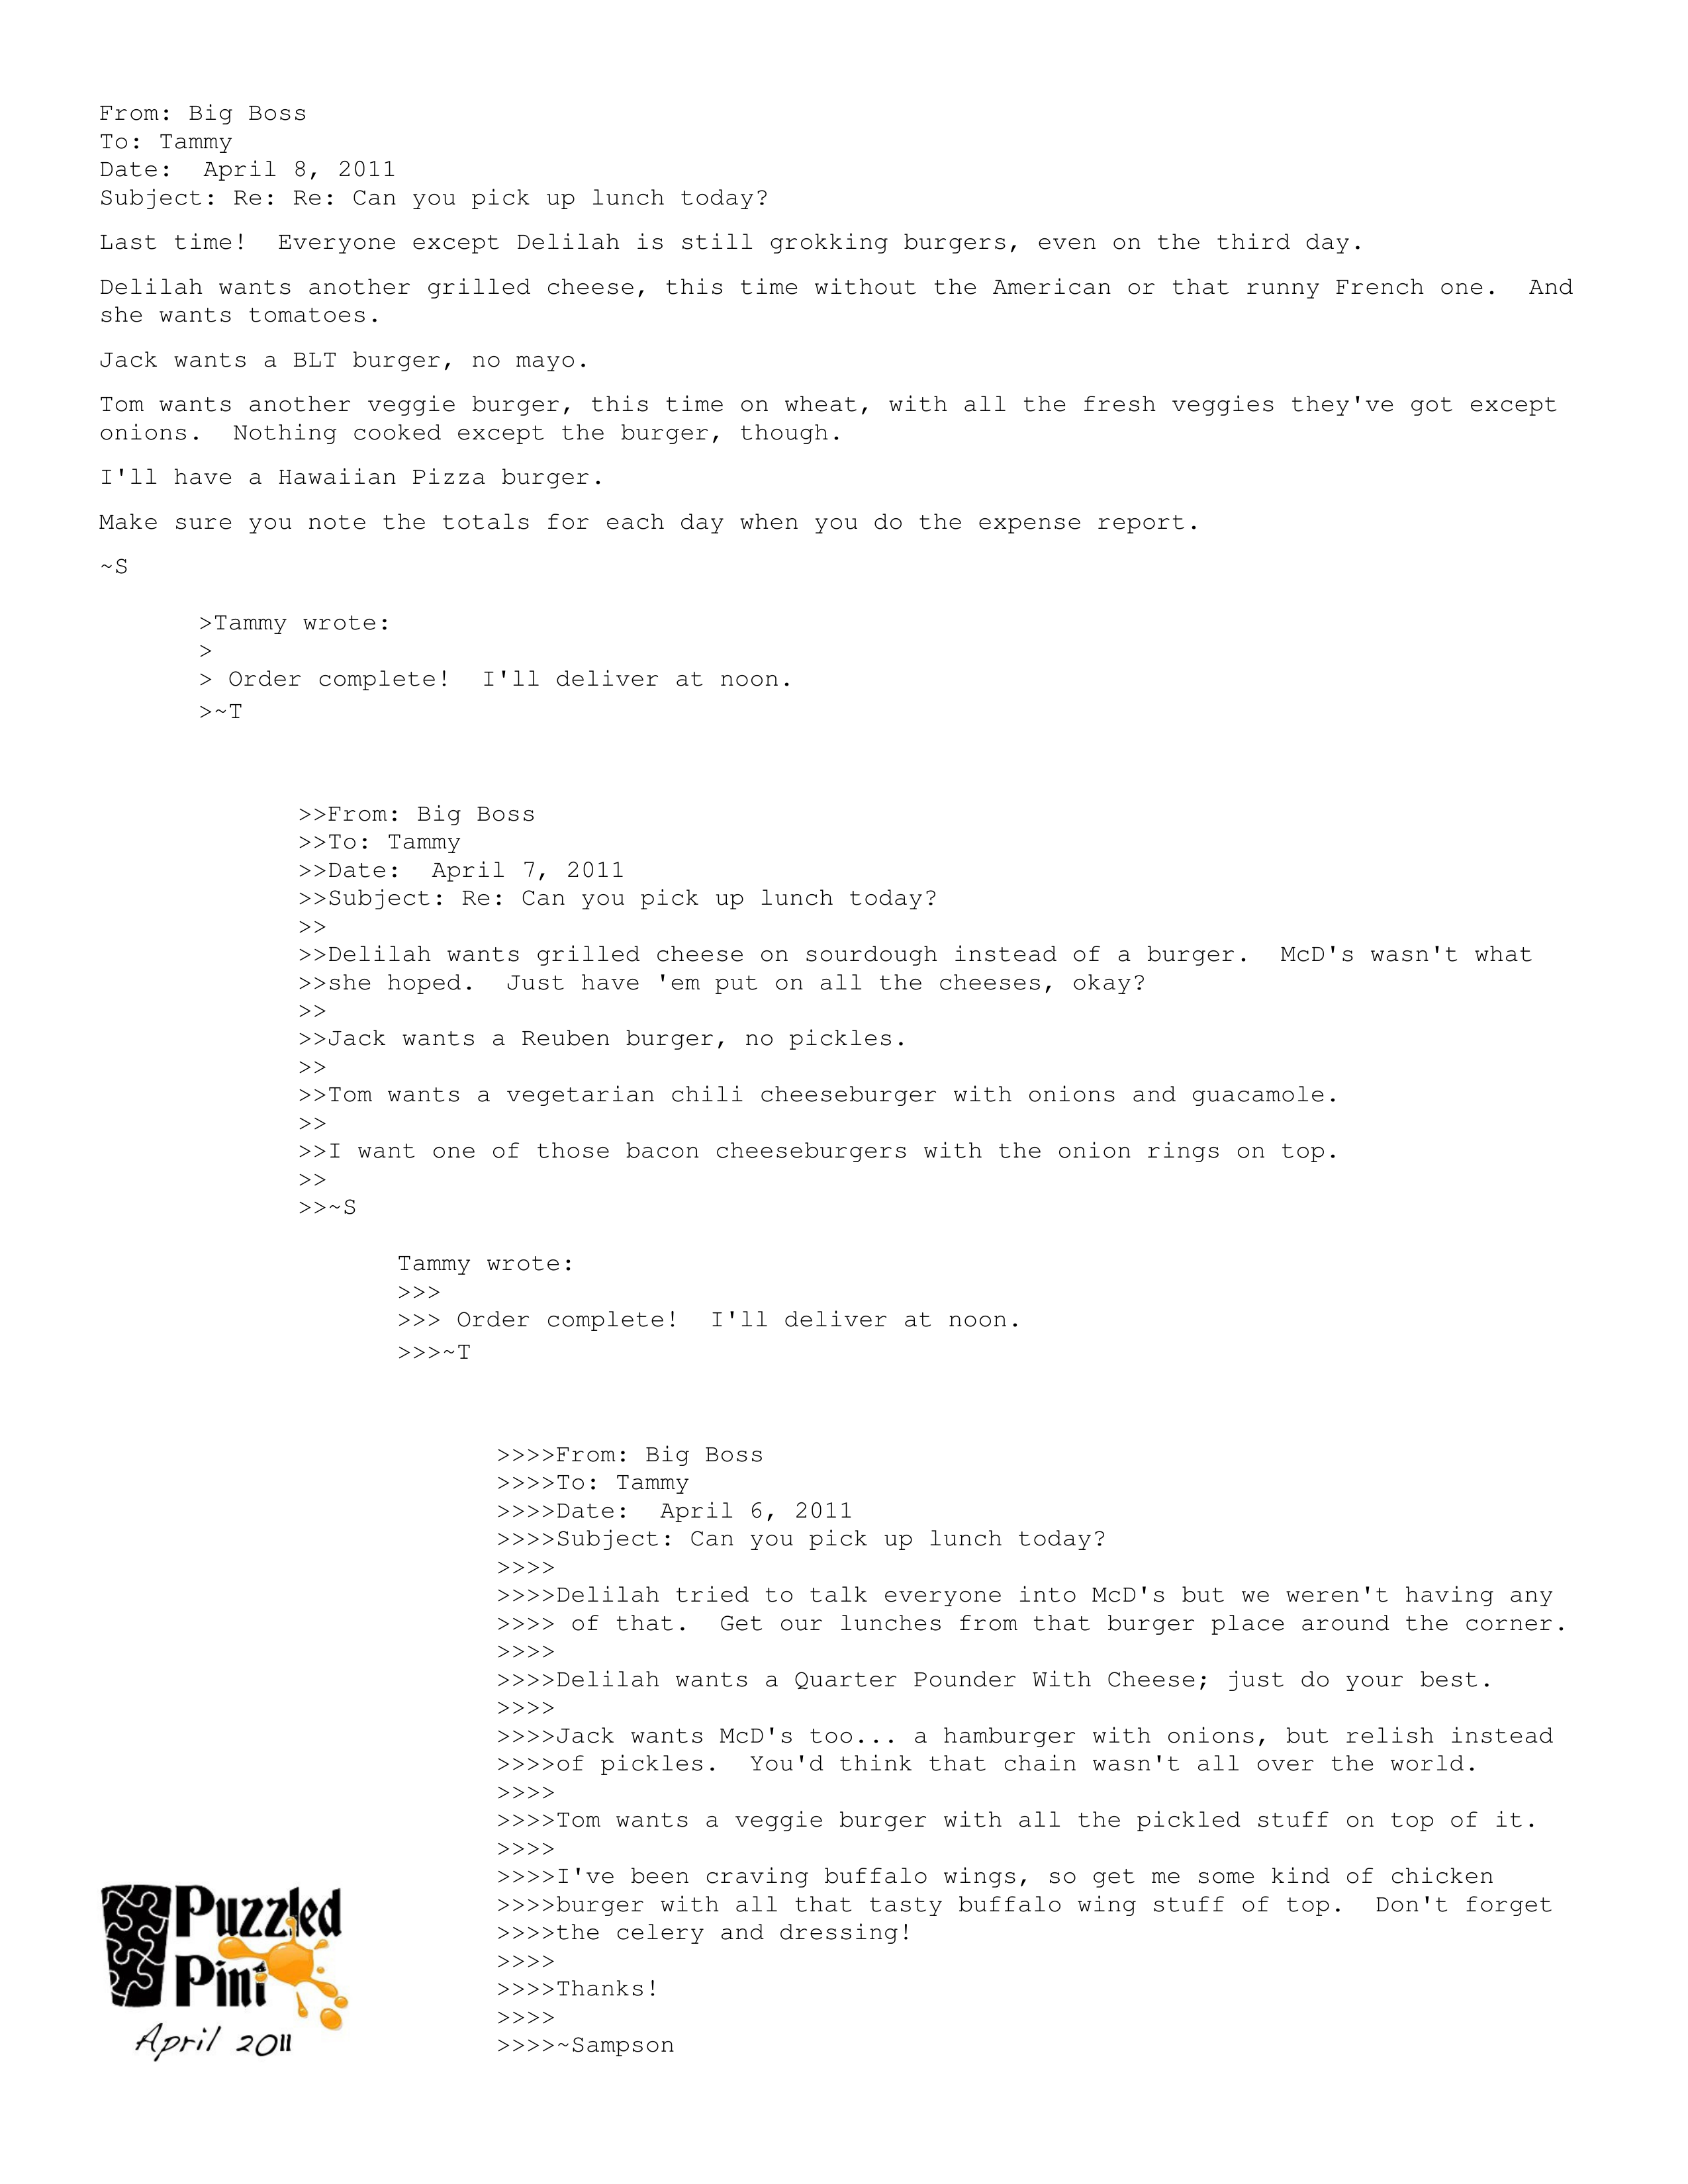 From: Big Boss
To: Tammy
Date:  April 8, 2011
Subject: Re: Re: Can you pick up lunch today?
Last time!  Everyone except Delilah is still grokking burgers, even on the third day.
Delilah wants another grilled cheese, this time without the American or that runny French one.  And
she wants tomatoes.
Jack wants a BLT burger, no mayo.
Tom wants another veggie burger, this time on wheat, with all the fresh veggies they've got except
onions.  Nothing cooked except the burger, though.
I'll have a Hawaiian Pizza burger.
Make sure you note the totals for each day when you do the expense report.
~S
>Tammy wrote:
>
> Order complete!  I'll deliver at noon.
>~T
>>From: Big Boss
>>To: Tammy
>>Date:  April 7, 2011
>>Subject: Re: Can you pick up lunch today?
>>
>>Delilah wants grilled cheese on sourdough instead of a burger.  McD's wasn't what
>>she hoped.  Just have 'em put on all the cheeses, okay?
>>
>>Jack wants a Reuben burger, no pickles.
>>
>>Tom wants a vegetarian chili cheeseburger with onions and guacamole.
>>
>>I want one of those bacon cheeseburgers with the onion rings on top.
>>
>>~S
Tammy wrote:
>>>
>>> Order complete!  I'll deliver at noon.
>>>~T
>>>>From: Big Boss
>>>>To: Tammy
>>>>Date:  April 6, 2011
>>>>Subject: Can you pick up lunch today?
>>>>
>>>>Delilah tried to talk everyone into McD's but we weren't having any
>>>> of that.  Get our lunches from that burger place around the corner.
>>>>
>>>>Delilah wants a Quarter Pounder With Cheese; just do your best.
>>>>
>>>>Jack wants McD's too... a hamburger with onions, but relish instead
>>>>of pickles.  You'd think that chain wasn't all over the world.
>>>>
>>>>Tom wants a veggie burger with all the pickled stuff on top of it.
>>>>
>>>>I've been craving buffalo wings, so get me some kind of chicken
>>>>burger with all that tasty buffalo wing stuff of top.  Don't forget
>>>>the celery and dressing!
>>>>
>>>>Thanks!
>>>>
>>>>~Sampson
Puzzled
Pint
April 2011